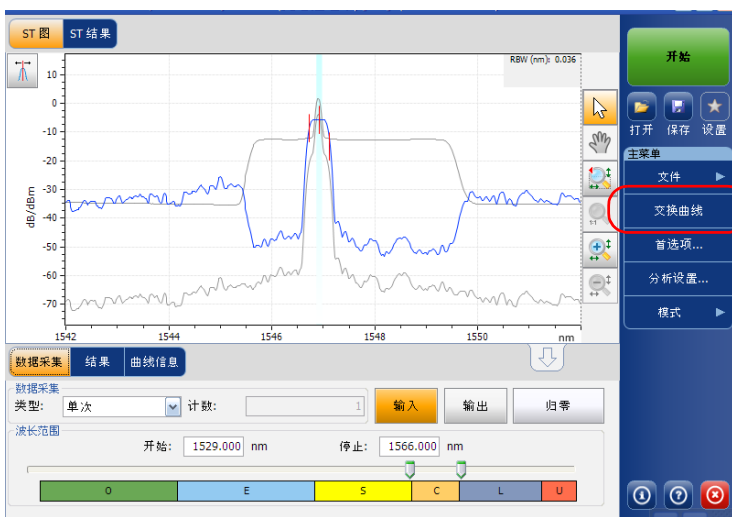 ST 图 ST 结果
RBW (nm): 0.036
10
0
-10
-20
-30
-40
-50
-60
-70
dB/dBm
1:1
1542 1544 1546 1548 1550 nm
开始
打开 保存 设置
主菜单
文件
交换曲线
首选项...
分析设置...
模式
数据采集 结果 曲线信息
数据采集
类型: 单次 计数: 1 输入 输出 归零
波长范围
开始: 1529.000 nm 停止: 1566.000 nm
O E S C L U